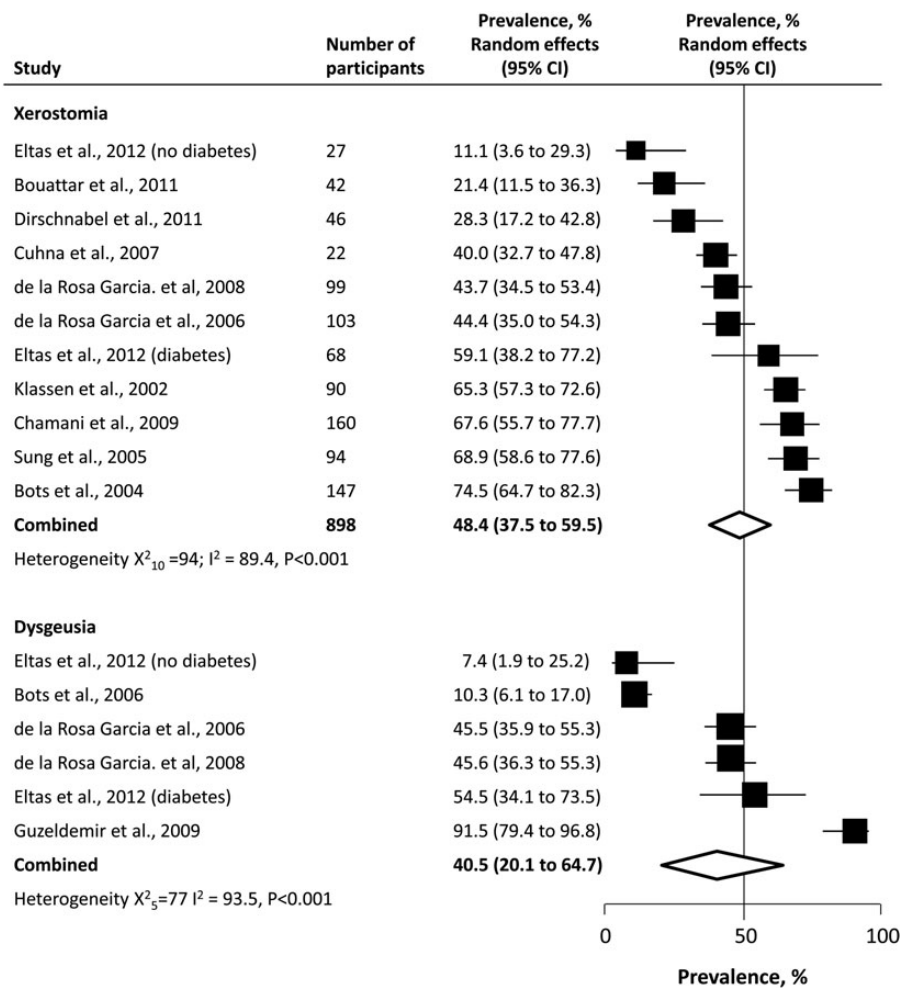 Study Number of participants Prevalence, % Random effects (95% CI) Prevalence, % Random effects (95% CI)
Xerostomia
Eltas et al., 2012 (no diabetes) 27 11.1 (3.6 to 29.3)
Bouattar et al., 2011 42 21.4 (11.5 to 36.3)
Dirschnabel et al., 2011 46 28.3 (17.2 to 42.8)
Cuhna et al., 2007 22 40.0 (32.7 to 47.8)
de la Rosa Garcia. et al, 2008 99 43.7 (34.5 to 53.4)
de la Rosa Garcia et al., 2006 103 44.4 (35.0 to 54.3)
Eltas et al., 2012 (diabetes) 68 59.1 (38.2 to 77.2)
Klassen et al., 2002 90 65.3 (57.3 to 72.6)
Chamani et al., 2009 160 67.6 (55.7 to 77.7)
Sung et al., 2005 94 68.9 (58.6 to 77.6)
Bots et al., 2004 147 74.5 (64.7 to 82.3)
Combined 898 48.4 (37.5 to 59.5)
Heterogeneity X²₁₀ =94; I² = 89.4, P<0.001
Dysgeusia
Eltas et al., 2012 (no diabetes) 7.4 (1.9 to 25.2)
Bots et al., 2006 10.3 (6.1 to 17.0)
de la Rosa Garcia et al., 2006 45.5 (35.9 to 55.3)
de la Rosa Garcia. et al, 2008 45.6 (36.3 to 55.3)
Eltas et al., 2012 (diabetes) 54.5 (34.1 to 73.5)
Guzeldemir et al., 2009 91.5 (79.4 to 96.8)
Combined 40.5 (20.1 to 64.7)
Heterogeneity X²₅=77 I² = 93.5, P<0.001
0 50 100
Prevalence, %